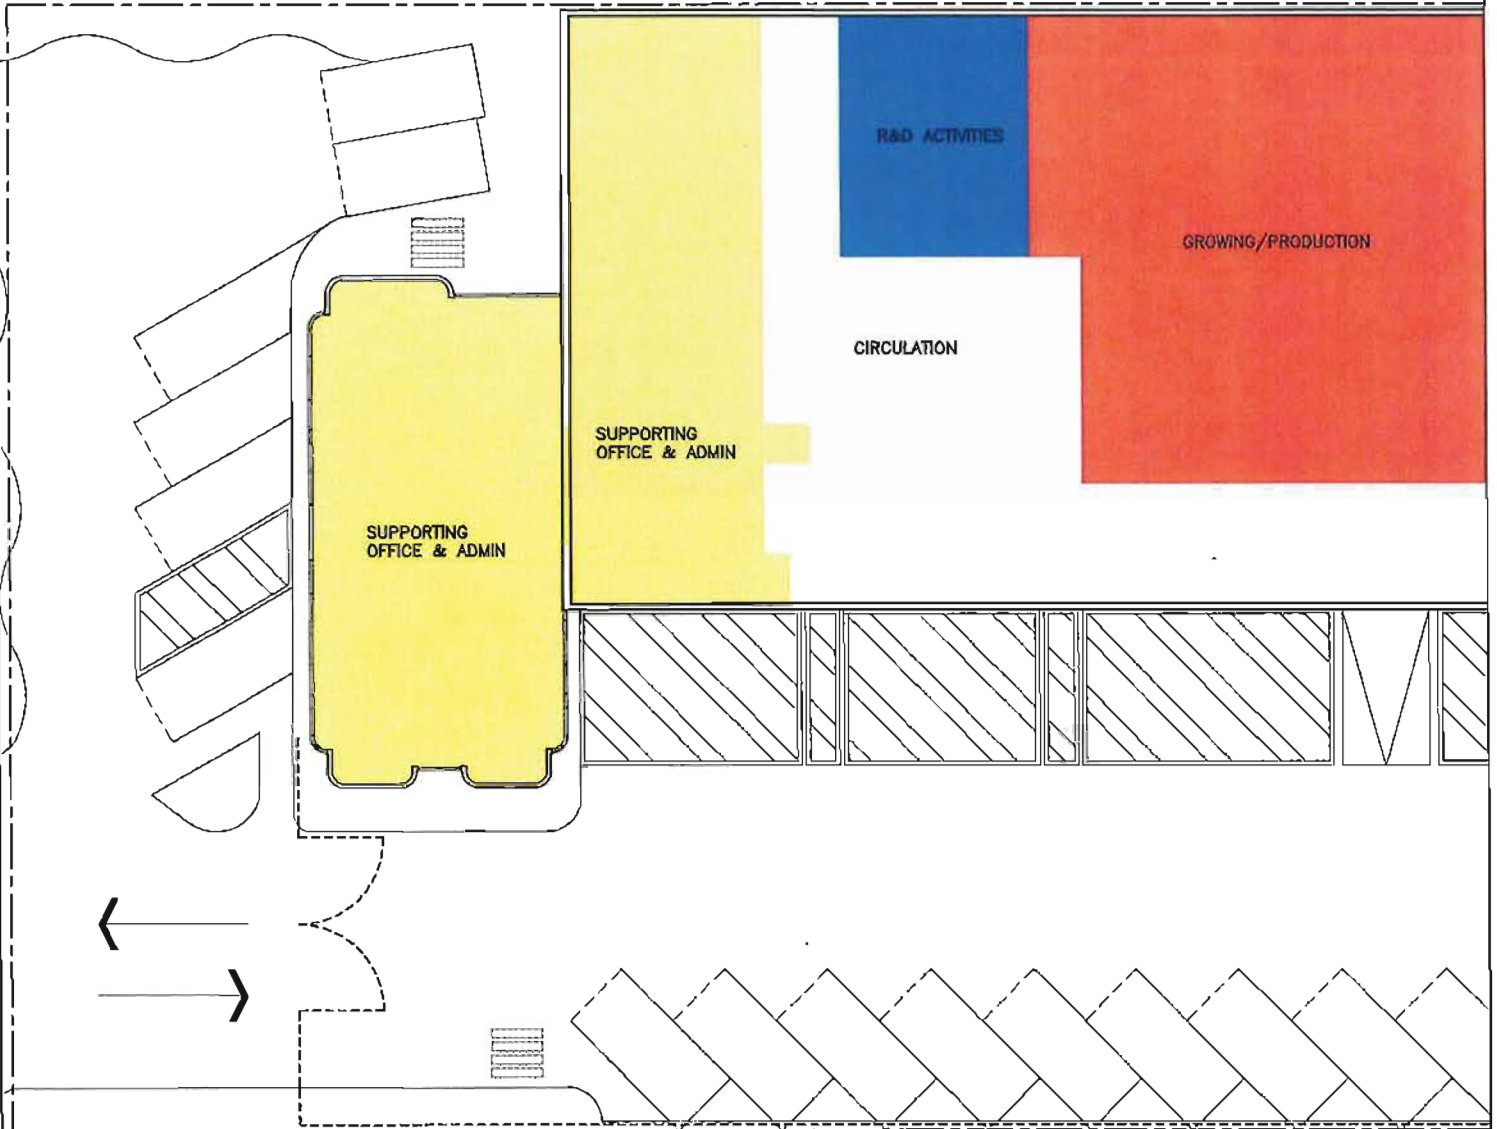 R&D ACTIVITIES
GROWING/PRODUCTION
CIRCULATION
SUPPORTING
OFFICE & ADMIN
SUPPORTING
OFFICE & ADMIN